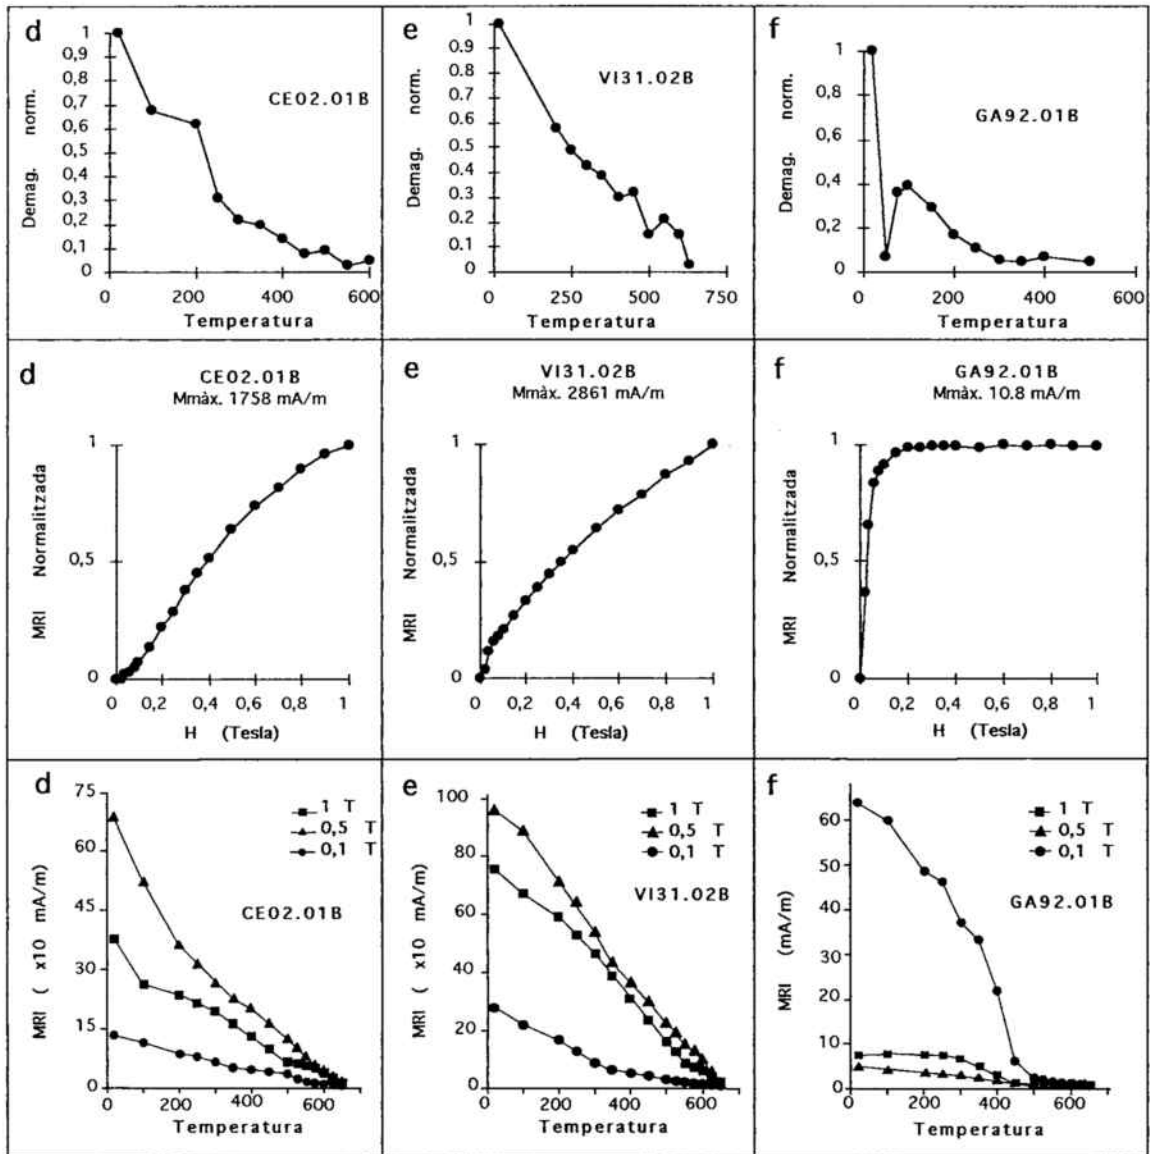 d
1
0,9
0,8
0,7
0,6
0,5
0,4
0,3
0,2
0,1
0
Demag. norm.
CE02.01B
0 200 400 600
Temperatura
e
1
0,9
0,8
0,7
0,6
0,5
0,4
0,3
0,2
0,1
0
Demag. norm.
VI31.02B
0 250 500 750
Temperatura
f
1
0,8
0,6
0,4
0,2
0
Demag. norm.
GA92.01B
0 200 400 600
Temperatura
d
CE02.01B
Mmàx. 1758 mA/m
1
0,5
0
MRI Normalitzada
0 0,2 0,4 0,6 0,8 1
H (Tesla)
e
VI31.02B
Mmàx. 2861 mA/m
1
0,5
0
MRI Normalitzada
0 0,2 0,4 0,6 0,8 1
H (Tesla)
f
GA92.01B
Mmàx. 10.8 mA/m
1
0,5
0
MRI Normalitzada
0 0,2 0,4 0,6 0,8 1
H (Tesla)
d
75
60
45
30
15
0
MRI ( x10 mA/m)
1 T
0,5 T
0,1 T
CE02.01B
0 200 400 600
Temperatura
e
100
80
60
40
20
0
MRI ( x10 mA/m)
1 T
0,5 T
0,1 T
VI31.02B
0 200 400 600
Temperatura
f
60
50
40
30
20
10
0
MRI (mA/m)
1 T
0,5 T
0,1 T
GA92.01B
0 200 400 600
Temperatura